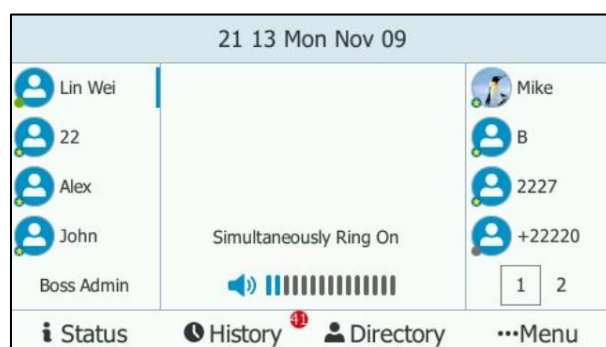 21 13 Mon Nov 09
Lin Wei
22
Alex
John
Boss Admin
Simultaneously Ring On
Mike
B
2227
+22220
1 2
Status
History 41
Directory
Menu